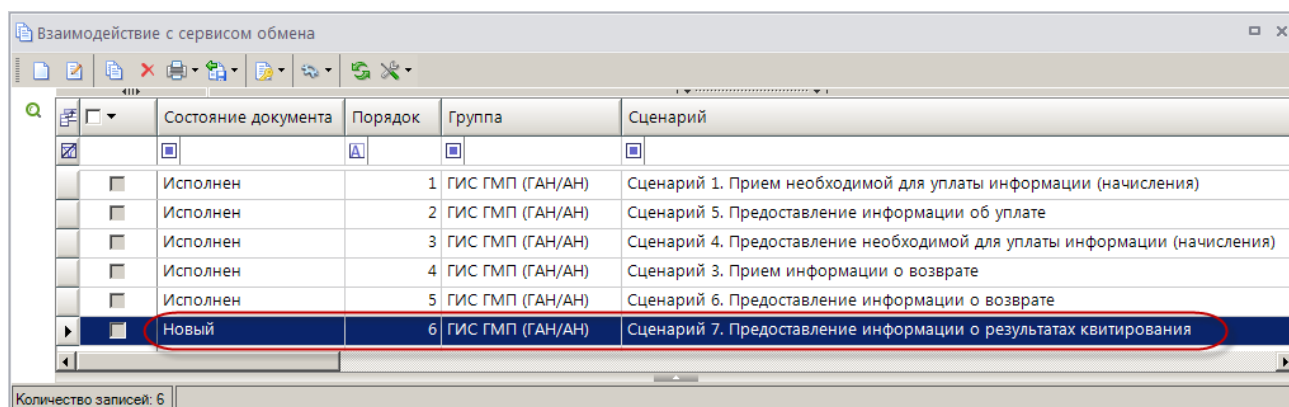 Взаимодействие с сервисом обмена
Состояние документа Порядок Группа Сценарий
A
Исполнен 1 ГИС ГМП (ГАН/АН) Сценарий 1. Прием необходимой для уплаты информации (начисления)
Исполнен 2 ГИС ГМП (ГАН/АН) Сценарий 5. Предоставление информации об уплате
Исполнен 3 ГИС ГМП (ГАН/АН) Сценарий 4. Предоставление необходимой для уплаты информации (начисления)
Исполнен 4 ГИС ГМП (ГАН/АН) Сценарий 3. Прием информации о возврате
Исполнен 5 ГИС ГМП (ГАН/АН) Сценарий 6. Предоставление информации о возврате
Новый 6 ГИС ГМП (ГАН/АН) Сценарий 7. Предоставление информации о результатах квитирования
Количество записей: 6